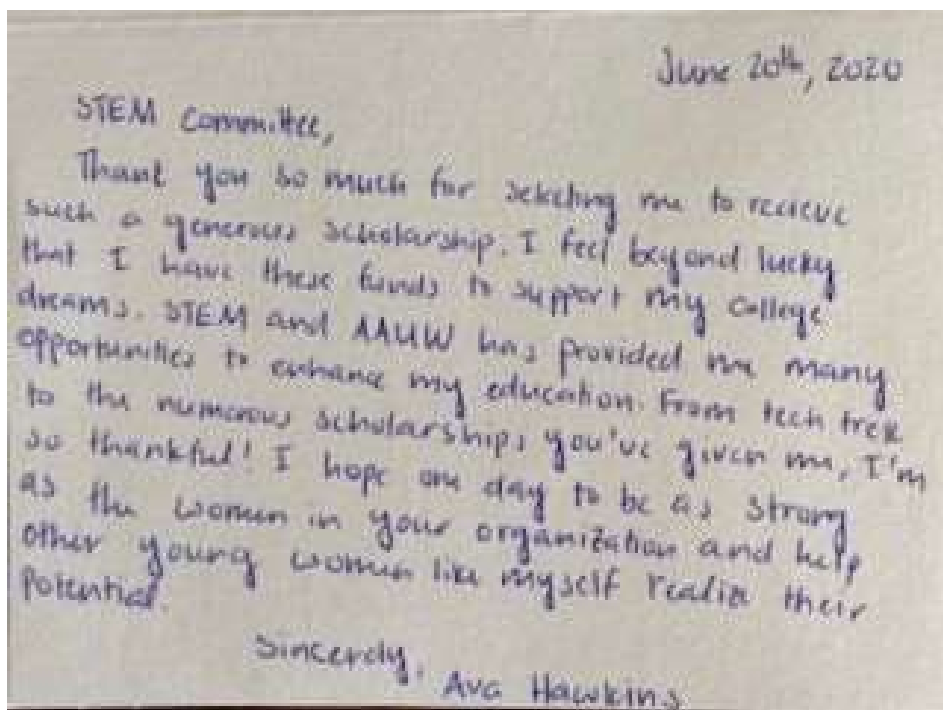 June 20th, 2020
STEM Committee,
Thank you so much for selecting me to recieve
such a generous scholarship. I feel beyond lucky
that I have these funds to support my college
dreams. STEM and AAUW has provided me many
opportunities to enhance my education. From tech trek
to the numerous scholarships you've given me, I'm
so thankful! I hope one day to be as strong
as the women in your organization and help
other young women like myself realize their
potential.
Sincerely,
Ava Hawkins